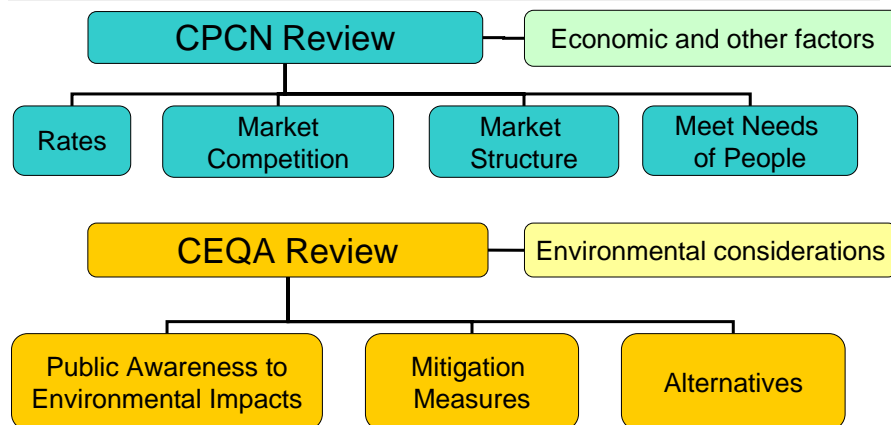 CPCN Review
Economic and other factors
Rates
Market
Competition
Market
Structure
Meet Needs
of People
CEQA Review
Environmental considerations
Public Awareness to
Environmental Impacts
Mitigation
Measures
Alternatives